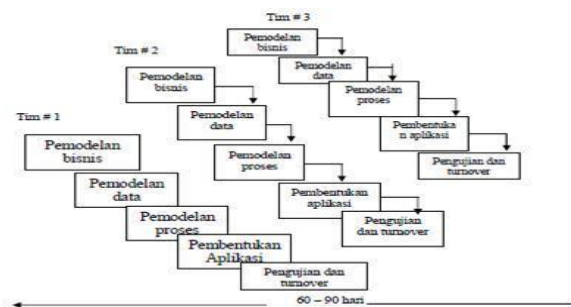 Tim # 3
Pemodelan
bisnis
Pemodelan
data
Pemodelan
proses
Pembentuka
n aplikasi
Pengujian dan
turnover
Tim # 2
Pemodelan
bisnis
Pemodelan
data
Pemodelan
proses
Pembentukan
aplikasi
Pengujian
dan turnover
Tim # 1
Pemodelan
bisnis
Pemodelan
data
Pemodelan
proses
Pembentukan
Aplikasi
Pengujian dan
turnover
60 – 90 hari